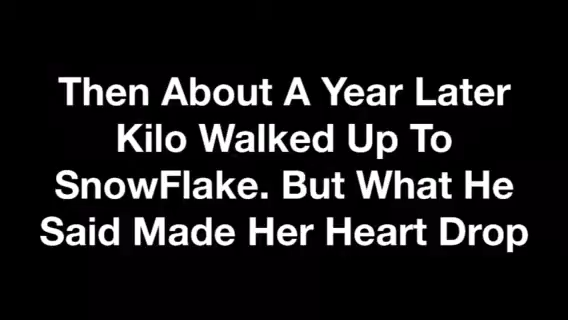 Then About A Year Later
Kilo Walked Up To
SnowFlake. But What He
Said Made Her Heart Drop